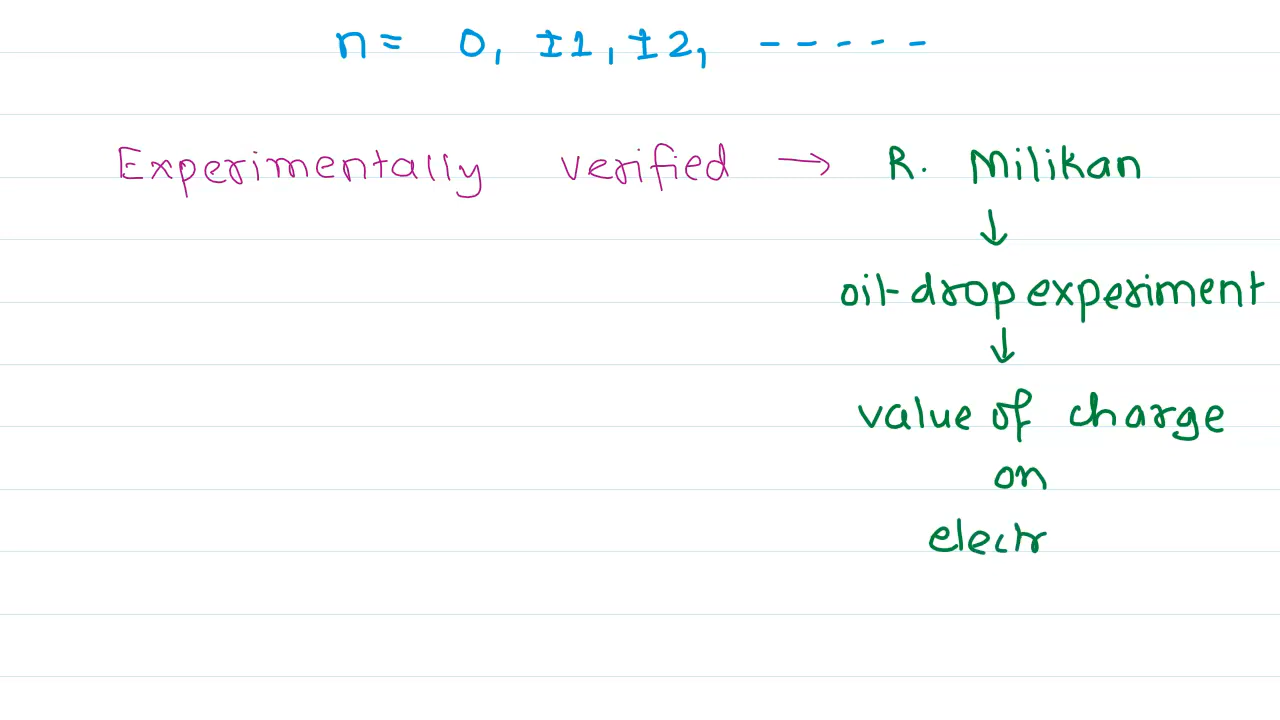 n = 0, ±1, ±2, -----
Experimentally verified → R. Milikan
↓
oil-drop experiment
↓
value of charge
on
electr